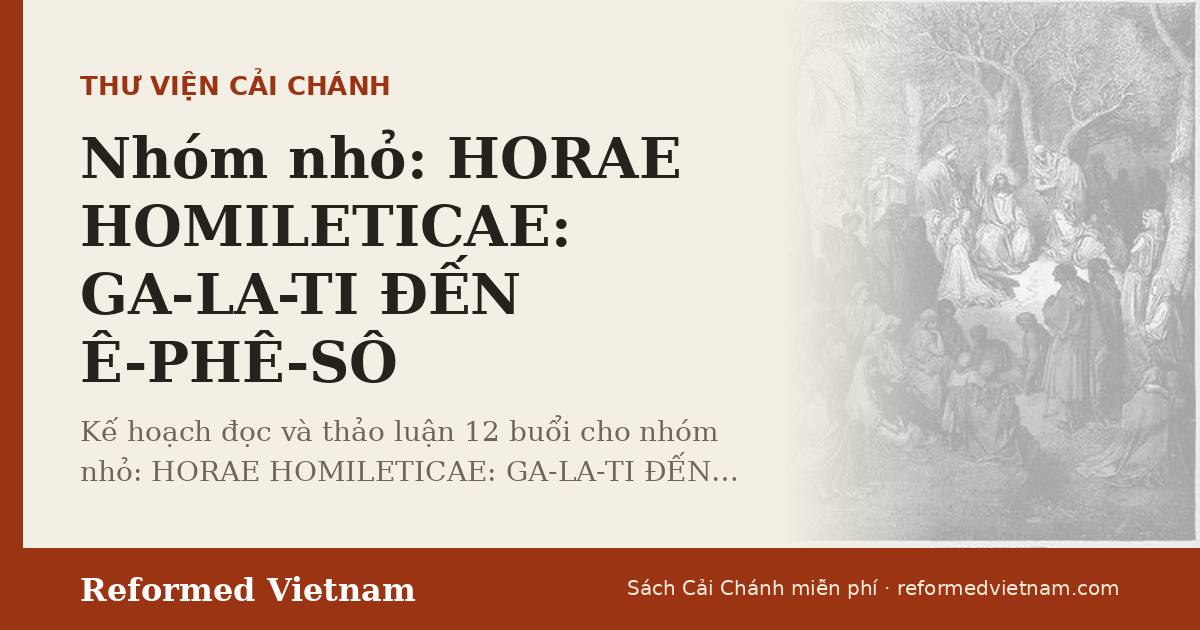 THƯ VIỆN CẢI CHÁNH
Nhóm nhỏ: HORAE
HOMILETICAE:
GA-LA-TI ĐẾN
Ê-PHÊ-SÔ
Kế hoạch đọc và thảo luận 12 buổi cho nhóm
nhỏ: HORAE HOMILETICAE: GA-LA-TI ĐẾN…
Reformed Vietnam
Sách Cải Chánh miễn phí · reformedvietnam.com